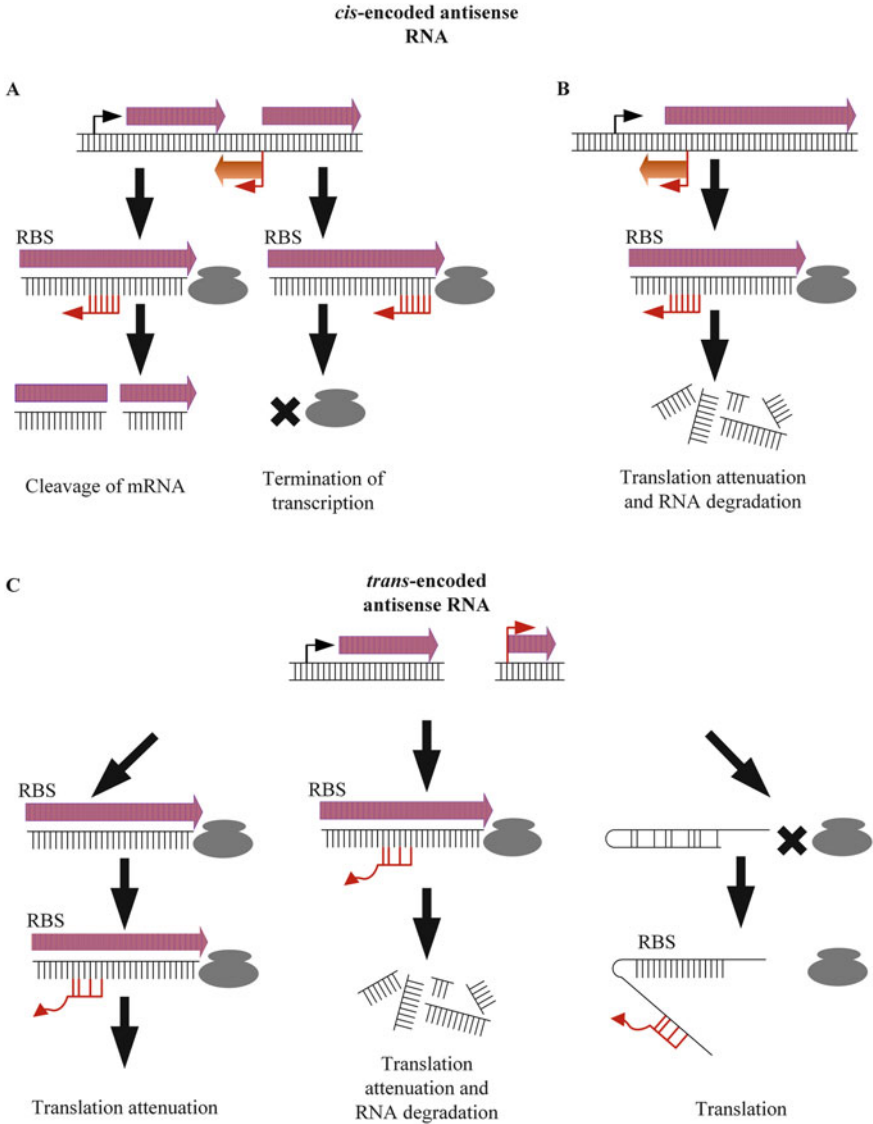 cis-encoded antisense
RNA
A
B
RBS
RBS
RBS
Cleavage of mRNA
Termination of
transcription
Translation attenuation
and RNA degradation
C
trans-encoded
antisense RNA
RBS
RBS
RBS
RBS
Translation attenuation
Translation
attenuation and
RNA degradation
Translation